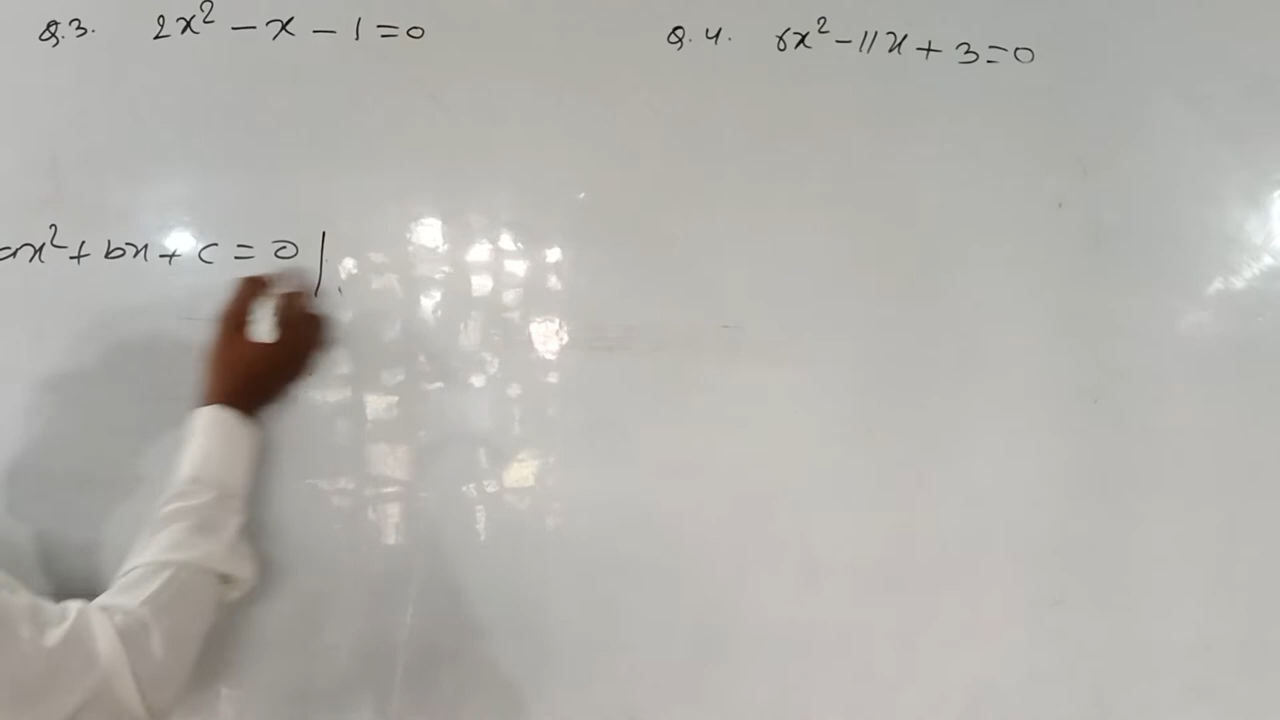 Q.3. 2x² - x - 1 = 0
Q.4. 6x² - 11x + 3 = 0
ax² + bx + c = 0 |